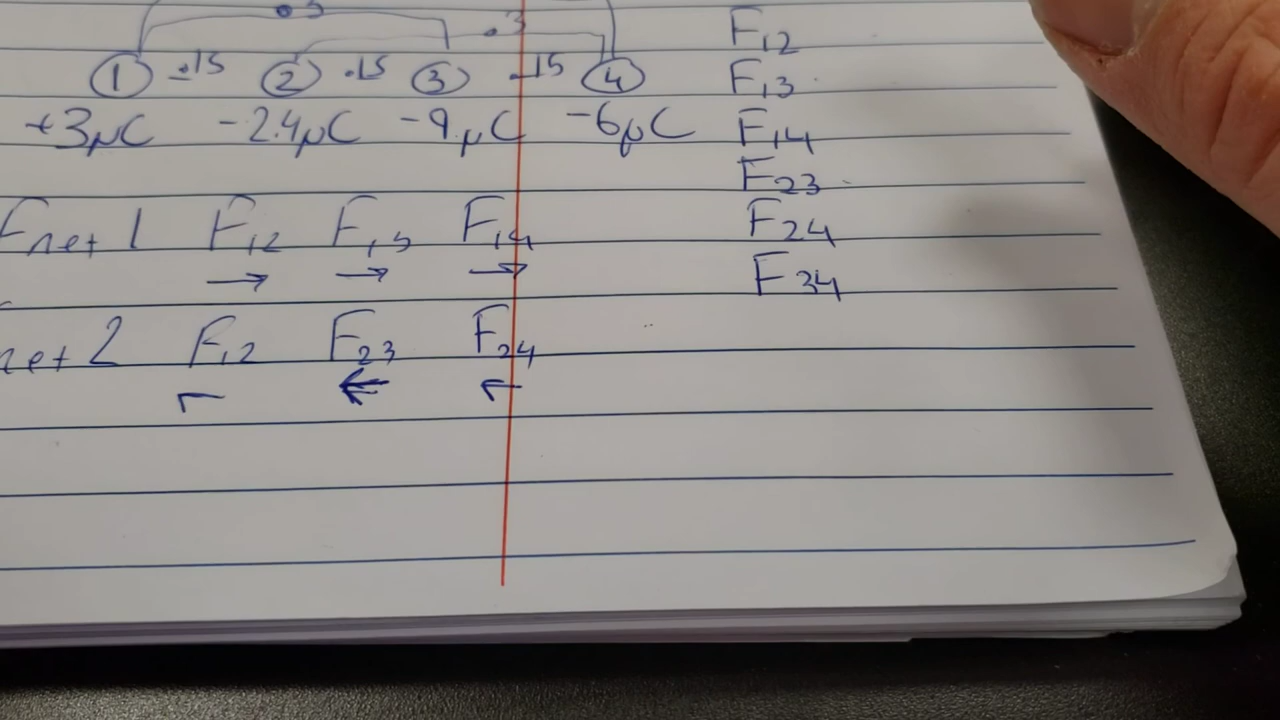 .3
.3
1 .15 2 .15 3 .15 4
+3μC -2.4μC -9μC -6μC
Fnet 1 F12 F13 F14
→ → →
net 2 F12 F23 F24
← ← ←
F12
F13
F14
F23
F24
F34